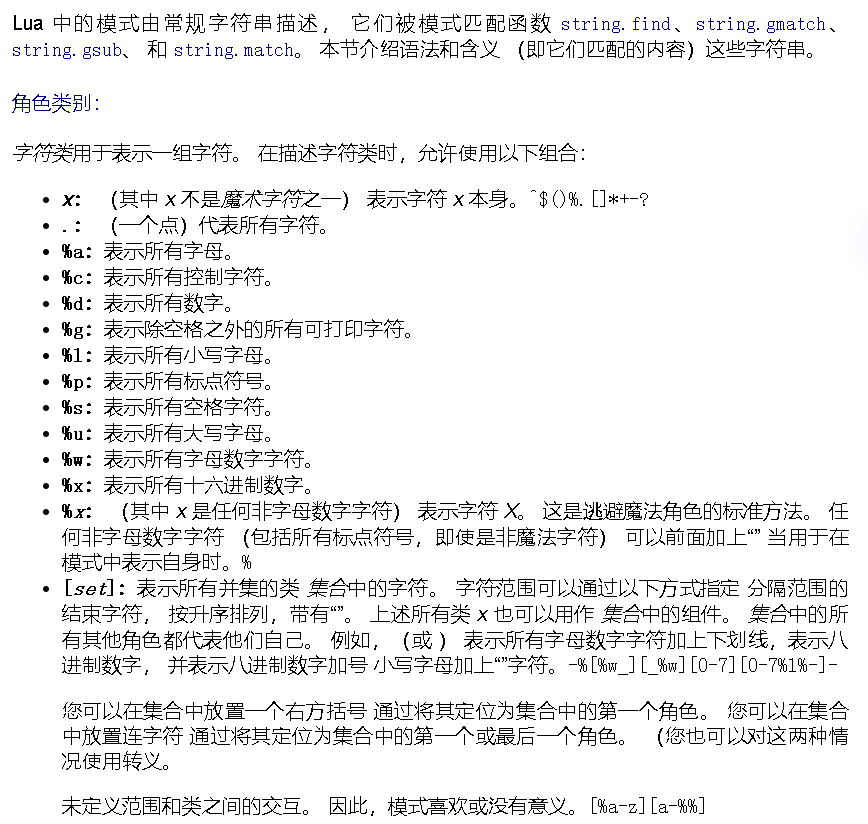 Lua 中的模式由常规字符串描述， 它们被模式匹配函数 string.find、string.gmatch、
string.gsub、 和 string.match。 本节介绍语法和含义 （即它们匹配的内容）这些字符串。
角色类别：
字符类用于表示一组字符。 在描述字符类时，允许使用以下组合：
• x： （其中 x 不是魔术字符之一） 表示字符 x 本身。^$()%.[]*+-?
• .： （一个点）代表所有字符。
• %a：表示所有字母。
• %c：表示所有控制字符。
• %d：表示所有数字。
• %g：表示除空格之外的所有可打印字符。
• %l：表示所有小写字母。
• %p：表示所有标点符号。
• %s：表示所有空格字符。
• %u：表示所有大写字母。
• %w：表示所有字母数字字符。
• %x：表示所有十六进制数字。
• %x： （其中 x 是任何非字母数字字符） 表示字符 X。 这是逃避魔法角色的标准方法。 任
何非字母数字字符 （包括所有标点符号，即使是非魔法字符） 可以前面加上“” 当用于在
模式中表示自身时。%
• [set]：表示所有并集的类 集合中的字符。 字符范围可以通过以下方式指定 分隔范围的
结束字符， 按升序排列，带有“”。 上述所有类 x 也可以用作 集合中的组件。 集合中的所
有其他角色都代表他们自己。 例如， （或 ） 表示所有字母数字字符加上下划线，表示八
进制数字， 并表示八进制数字加号 小写字母加上“”字符。-%[%w_][_%w][0-7][0-7%l%-]-
您可以在集合中放置一个右方括号 通过将其定位为集合中的第一个角色。 您可以在集合
中放置连字符 通过将其定位为集合中的第一个或最后一个角色。 （您也可以对这两种情
况使用转义。
未定义范围和类之间的交互。 因此，模式喜欢或没有意义。[%a-z][a-%%]